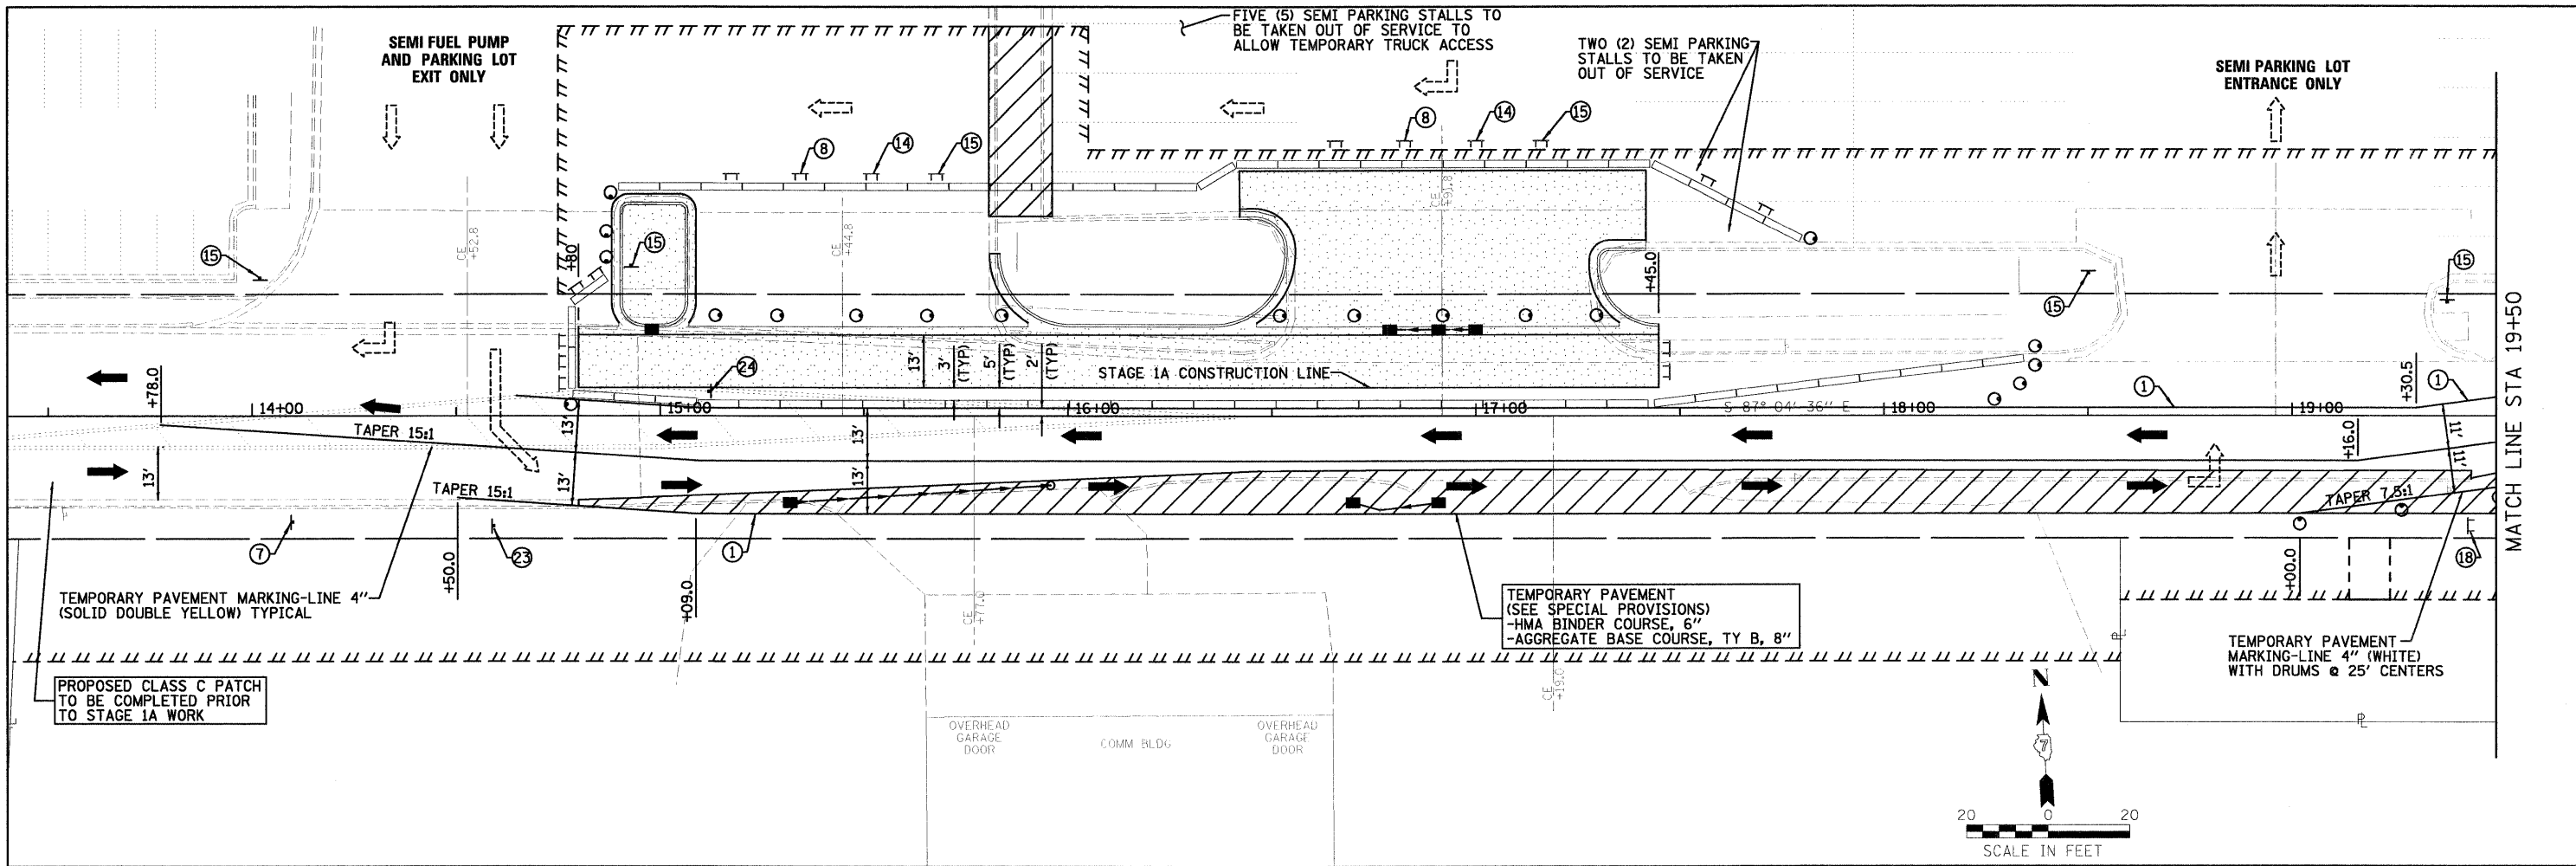 FIVE (5) SEMI PARKING STALLS TO
BE TAKEN OUT OF SERVICE TO
ALLOW TEMPORARY TRUCK ACCESS
SEMI FUEL PUMP
AND PARKING LOT
EXIT ONLY
TWO (2) SEMI PARKING
STALLS TO BE TAKEN
OUT OF SERVICE
SEMI PARKING LOT
ENTRANCE ONLY
8
14
15
8
14
15
15
15
15
15
CE
+52.8
CE
+44.8
CE
+91.8
+80
+45.0
13'
3'
(TYP)
5'
(TYP)
2'
(TYP)
24
STAGE 1A CONSTRUCTION LINE
1
1
+30.5
+78.0
14+00
15+00
16+00
17+00
S 87° 04' 36" E
18+00
19+00
MATCH LINE STA 19+50
TAPER 15:1
13'
13'
13'
13'
13'
+16.0
11'
11'
TAPER 15:1
TAPER 7.5:1
7
23
1
18
+50.0
+09.0
+00.0
TEMPORARY PAVEMENT MARKING-LINE 4"
(SOLID DOUBLE YELLOW) TYPICAL
CE
+77.0
TEMPORARY PAVEMENT
(SEE SPECIAL PROVISIONS)
-HMA BINDER COURSE, 6"
-AGGREGATE BASE COURSE, TY B, 8"
TEMPORARY PAVEMENT
MARKING-LINE 4" (WHITE)
WITH DRUMS @ 25' CENTERS
PROPOSED CLASS C PATCH
TO BE COMPLETED PRIOR
TO STAGE 1A WORK
CE
+19.0
PL
PL
N
7
OVERHEAD
GARAGE
DOOR
COMM BLDG
OVERHEAD
GARAGE
DOOR
20 0 20
SCALE IN FEET